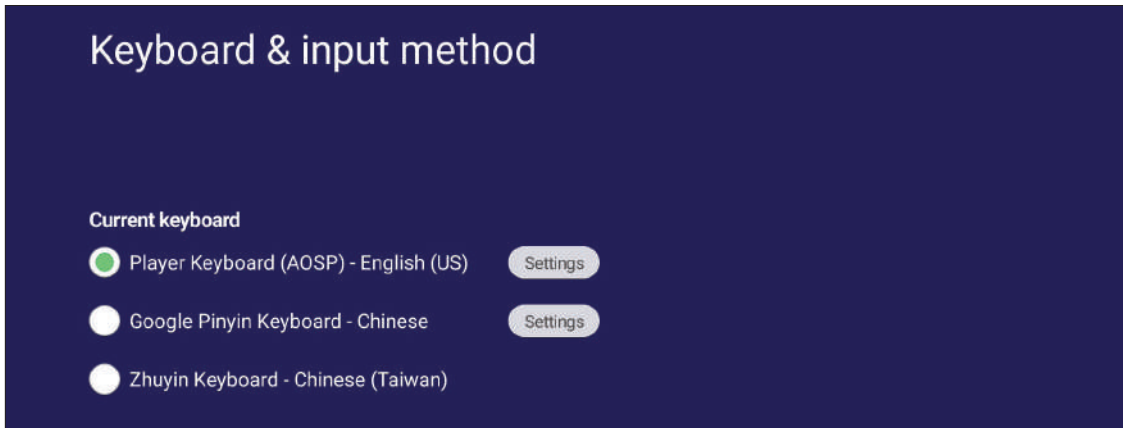 Keyboard & input method
Current keyboard
Player Keyboard (AOSP) - English (US) Settings
Google Pinyin Keyboard - Chinese Settings
Zhuyin Keyboard - Chinese (Taiwan)